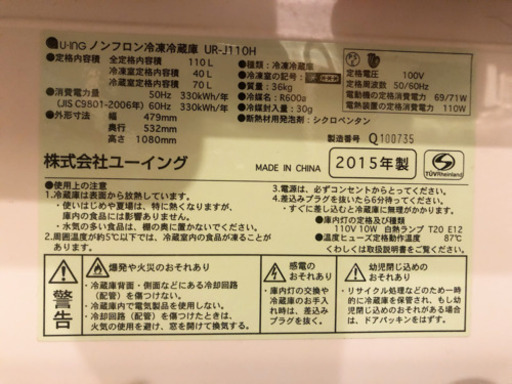 U-ING ノンフロン冷凍冷蔵庫 UR-J110H
●定格内容積 全定格内容積 110L
冷凍室定格内容積 40L
冷蔵室定格内容積 70L
●消費電力量 50Hz 330kWh/年
(JIS C9801-2006年) 60Hz 330kWh/年
●外形寸法 幅 479mm
奥行 532mm
高さ 1080mm
●種類：冷凍冷蔵庫
●冷凍室の記号：
●質量：36kg
●冷媒名：R600a
●冷媒封入量：30g
●断熱材用発泡剤：シクロペンタン
定格電圧： 100V
定格周波数 50/60Hz
電動機の定格消費電力 69/71W
電熱装置の定格消費電力 110W
製造番号 Q100735
株式会社ユーイング
MADE IN CHINA
2015年製
TÜVRheinland
●使用上の注意
1.冷蔵庫は表面から放熱しています。
・使いはじめや夏場は、特に熱くなりますが、
庫内の食品には影響ありません。
・水気の多い食品は、棚の奥に置かないでください。
2.周囲温度が約5℃以下では、冷蔵室内の食品が凍ることが
あります。
3.電源は、必ずコンセントからとってください。
4.差込みプラグを抜いたら6分待ってください。
・すぐに差し込むと冷凍、冷蔵しないことがあります。
●庫内灯の定格及び種類
110V 10W 白熱ランプ T20 E12
●温度ヒューズ定格動作温度 87℃
くわしくは取扱説明書をご覧ください。
警告
爆発や火災のおそれあり
・冷蔵庫背面・側面などにある冷却回路
（配管）を傷つけない。
・冷蔵庫内で電気製品を使用しない。
・冷却回路（配管）を傷つけたときは、
火気の使用を避け、窓を開けて換気する。
感電の
おそれあり
・庫内灯の交換や
冷蔵庫のお手入
れ時は、差込み
プラグを抜く。
幼児閉じ込めの
おそれあり
・リサイクル処理などのため冷蔵
庫を保管され、もし幼
児閉じ込めのおそれがある
場合は、ドアパッキンをはずす。